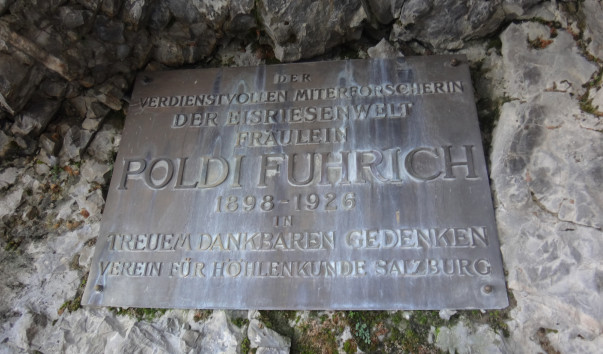 DER
VERDIENSTVOLLEN MITERFORSCHERIN
DER EISRIESENWELT
FRÄULEIN
POLDI FUHRICH
1898-1926
IN
TREUEM DANKBAREN GEDENKEN
VEREIN FÜR HÖHLENKUNDE SALZBURG